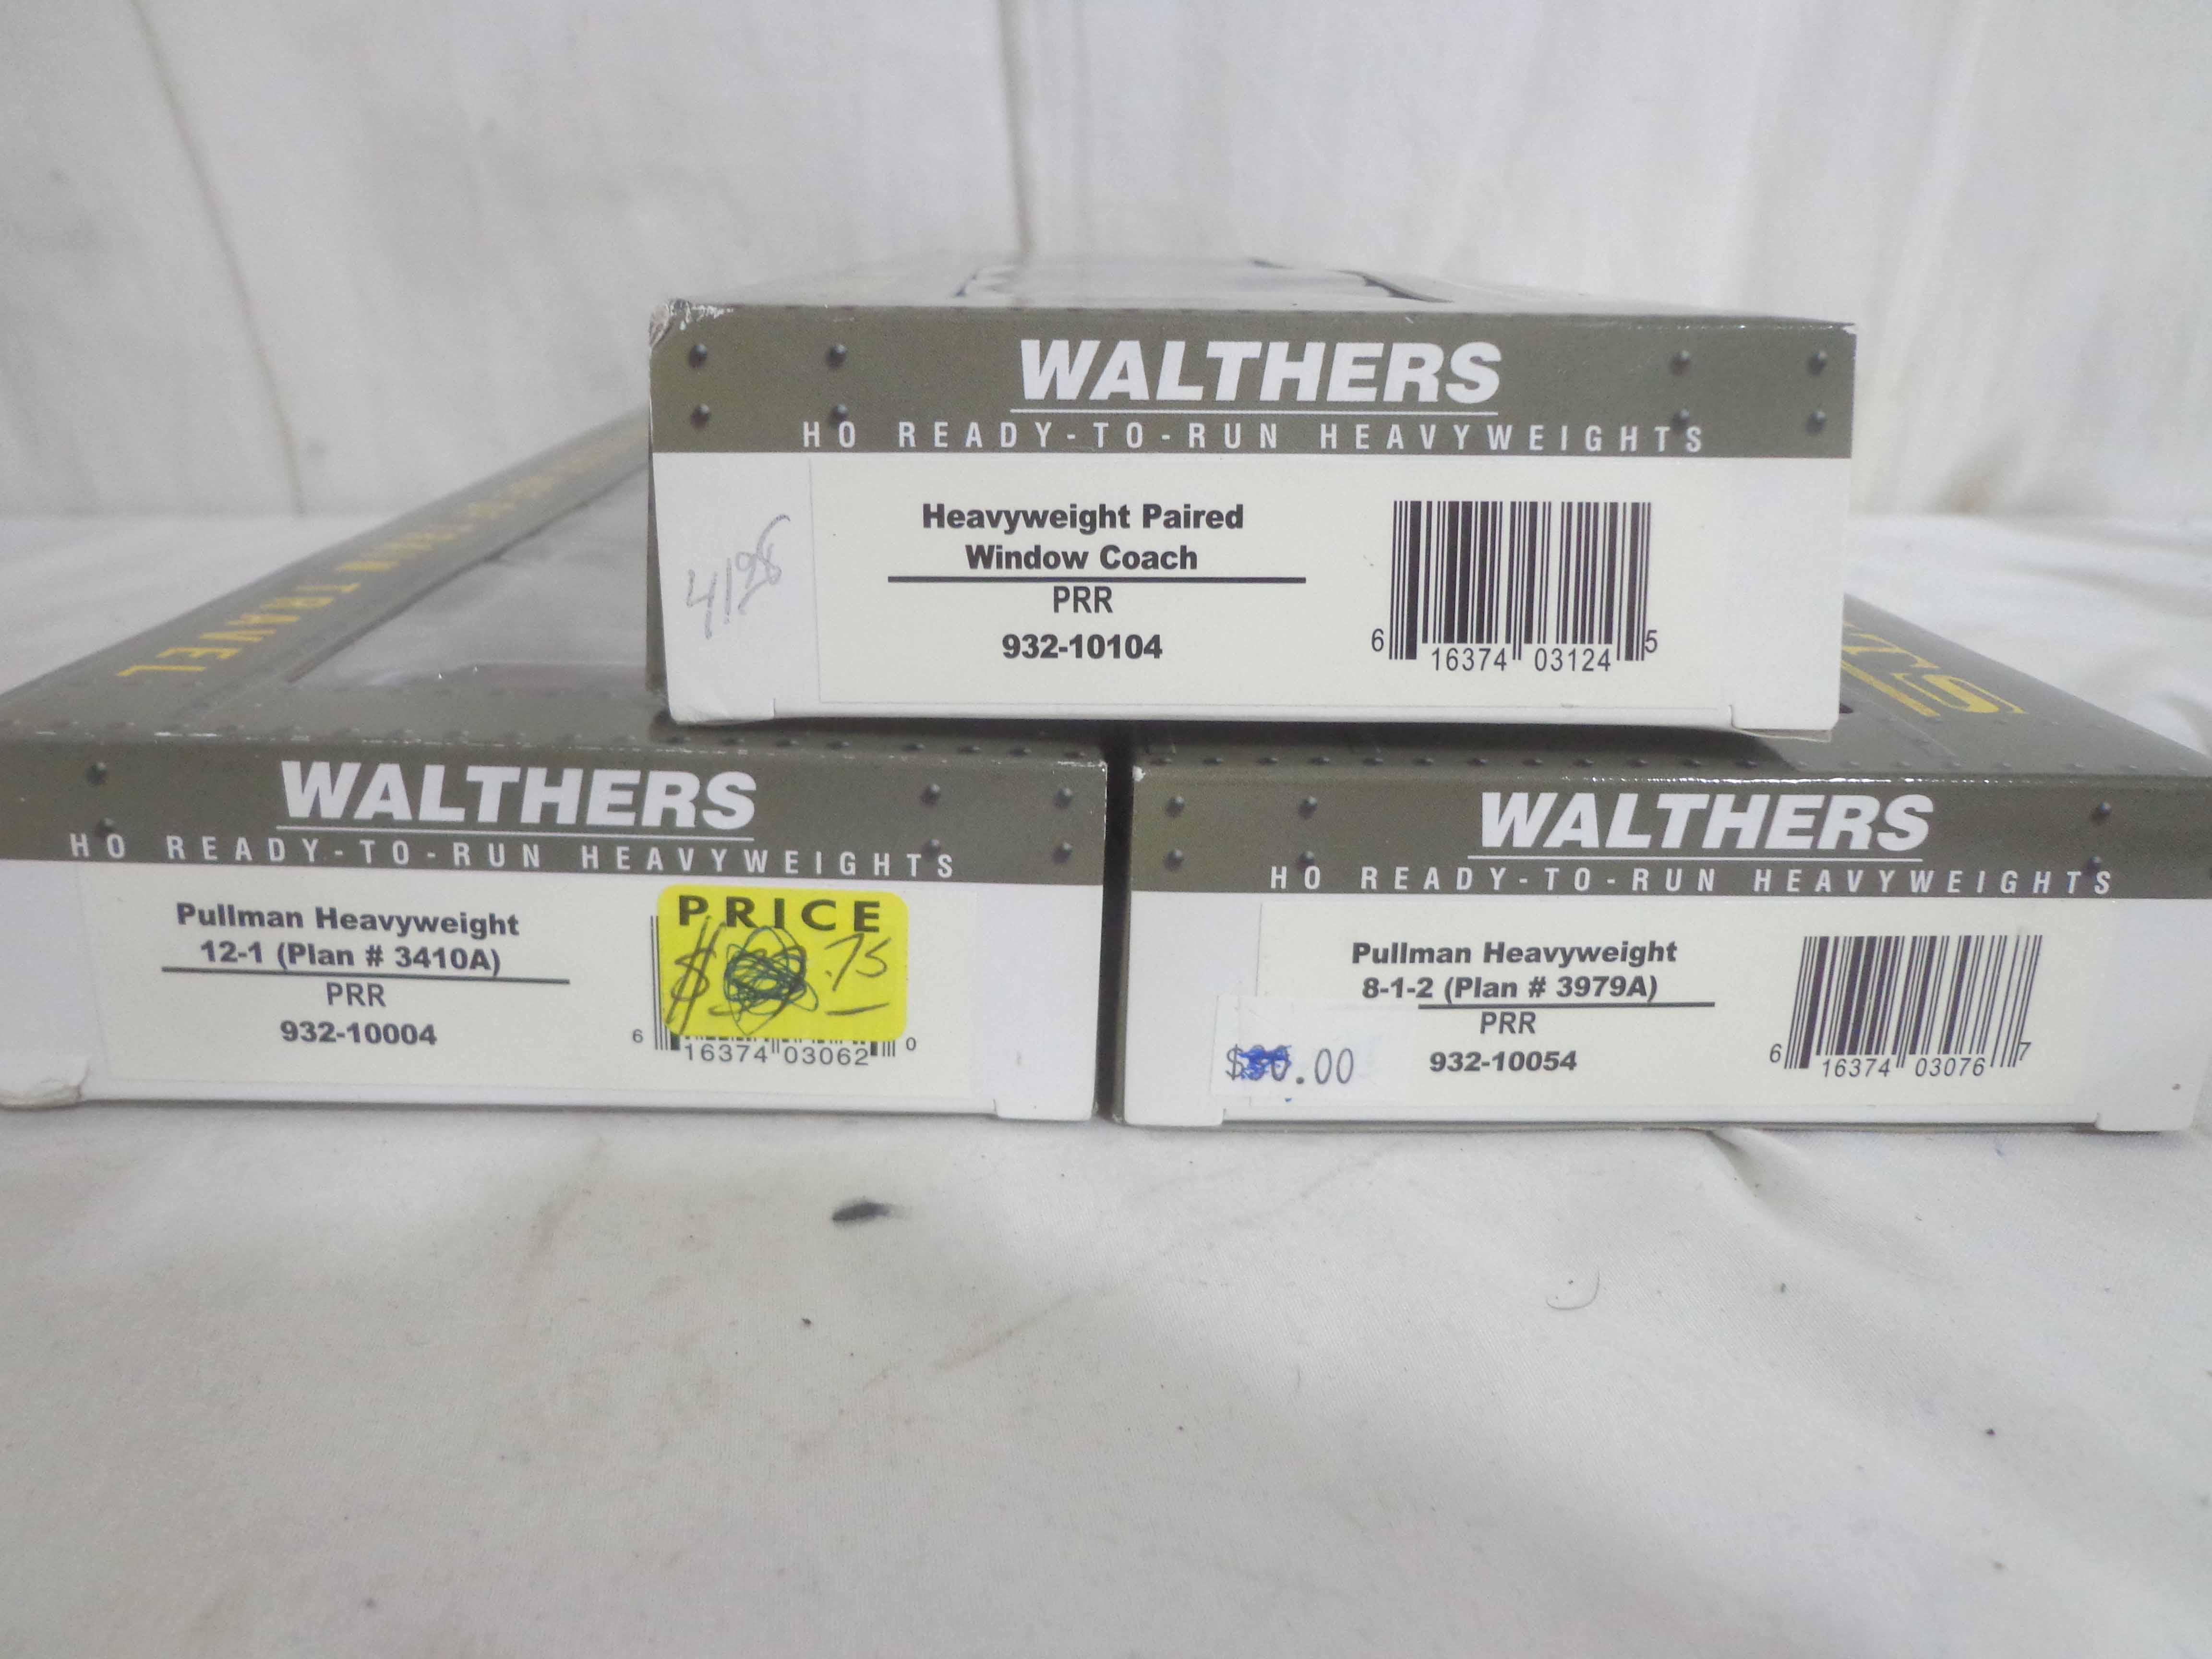 WALTHERS
HO READY-TO-RUN HEAVYWEIGHTS
Heavyweight Paired
Window Coach
PRR
932-10104
6 16374 03124 5
TRAVEL
WALTHERS
HO READY-TO-RUN HEAVYWEIGHTS
Pullman Heavyweight
12-1 (Plan # 3410A)
PRR
932-10004
PRICE
$ .75
6 16374 03062 0
WALTHERS
HO READY-TO-RUN HEAVYWEIGHTS
Pullman Heavyweight
8-1-2 (Plan # 3979A)
PRR
932-10054
$ .00
6 16374 03076 7